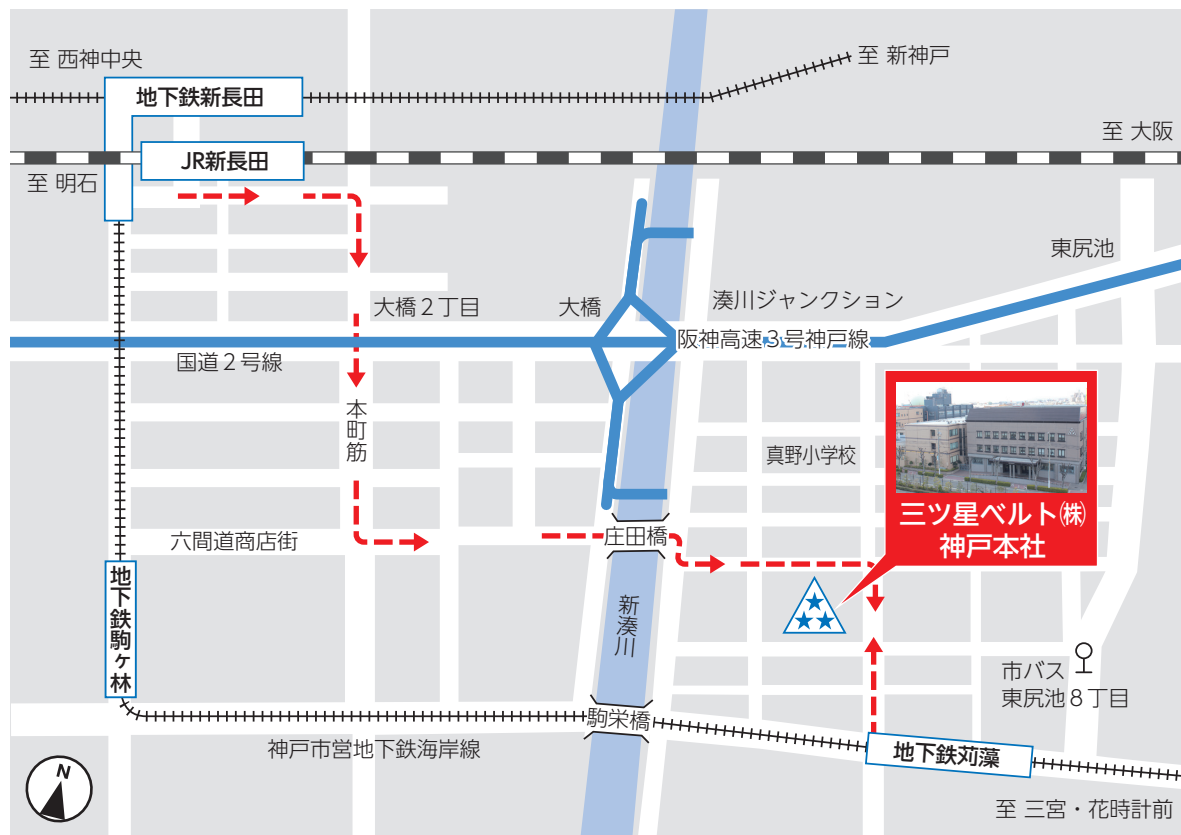 至 西神中央
至 新神戸
地下鉄新長田
至 大阪
JR新長田
至 明石
東尻池
大橋２丁目
大橋
湊川ジャンクション
阪神高速３号神戸線
国道２号線
本町筋
真野小学校
三ツ星ベルト㈱
神戸本社
六間道商店街
庄田橋
地下鉄駒ヶ林
新湊川
市バス
東尻池８丁目
駒栄橋
神戸市営地下鉄海岸線
地下鉄苅藻
N
至 三宮・花時計前